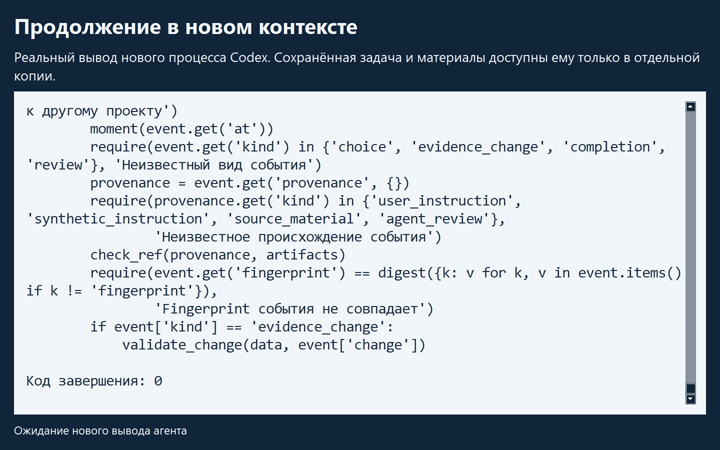 Продолжение в новом контексте
Реальный вывод нового процесса Codex. Сохранённая задача и материалы доступны ему только в отдельной
копии.
к другому проекту')
        moment(event.get('at'))
        require(event.get('kind') in {'choice', 'evidence_change', 'completion',
'review'}, 'Неизвестный вид события')
        provenance = event.get('provenance', {})
        require(provenance.get('kind') in {'user_instruction',
'synthetic_instruction', 'source_material', 'agent_review'},
                'Неизвестное происхождение события')
        check_ref(provenance, artifacts)
        require(event.get('fingerprint') == digest({k: v for k, v in event.items()
if k != 'fingerprint'}),
                'Fingerprint события не совпадает')
        if event['kind'] == 'evidence_change':
            validate_change(data, event['change'])
Код завершения: 0
Ожидание нового вывода агента